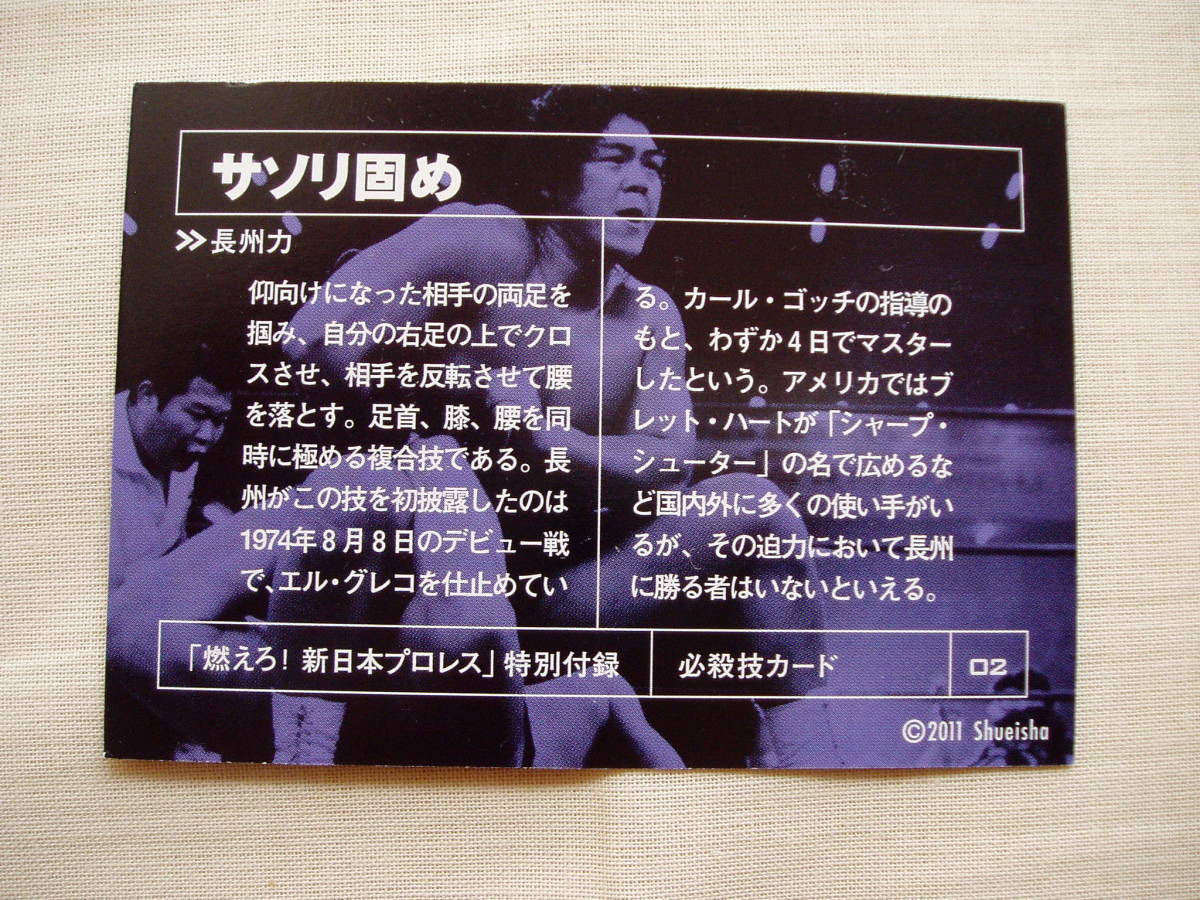 サソリ固め
≫長州力
仰向けになった相手の両足を
掴み、自分の右足の上でクロ
スさせ、相手を反転させて腰
を落とす。足首、膝、腰を同
時に極める複合技である。長
州がこの技を初披露したのは
1974年8月8日のデビュー戦
で、エル・グレコを仕止めてい
る。カール・ゴッチの指導の
もと、わずか4日でマスター
したという。アメリカではブ
レット・ハートが「シャープ・
シューター」の名で広めるな
ど国内外に多くの使い手がい
るが、その迫力において長州
に勝る者はいないといえる。
「燃えろ！新日本プロレス」特別付録
必殺技カード
02
©2011 Shueisha